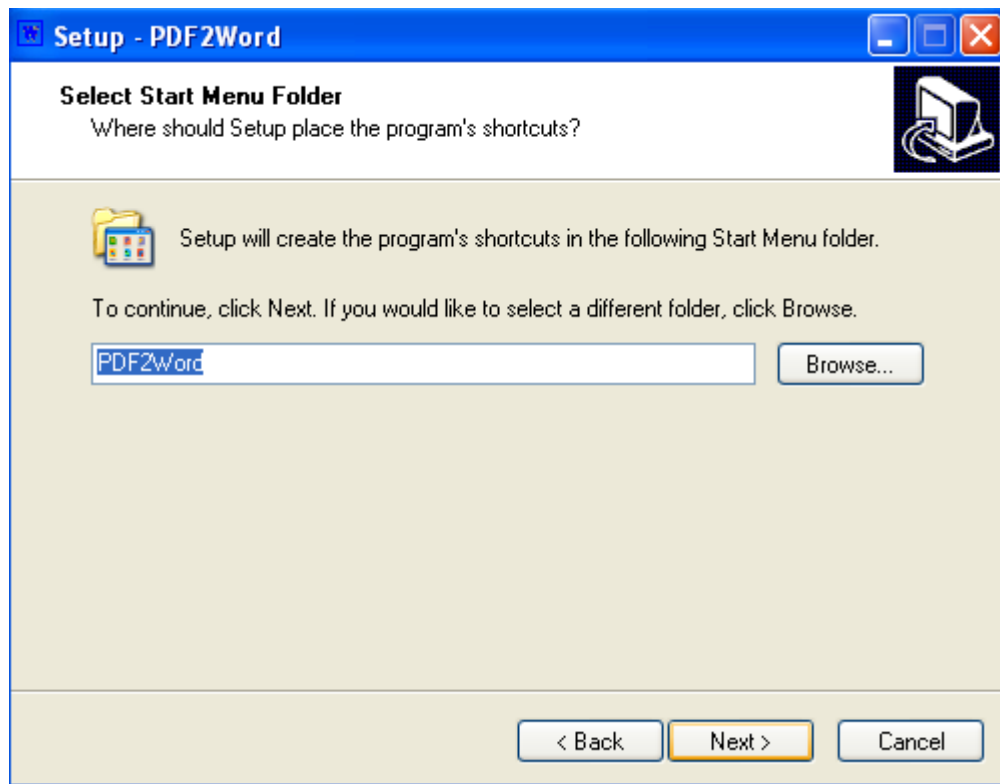 Setup - PDF2Word
Select Start Menu Folder
Where should Setup place the program's shortcuts?
Setup will create the program's shortcuts in the following Start Menu folder.
To continue, click Next. If you would like to select a different folder, click Browse.
PDF2Word
Browse...
< Back
Next >
Cancel